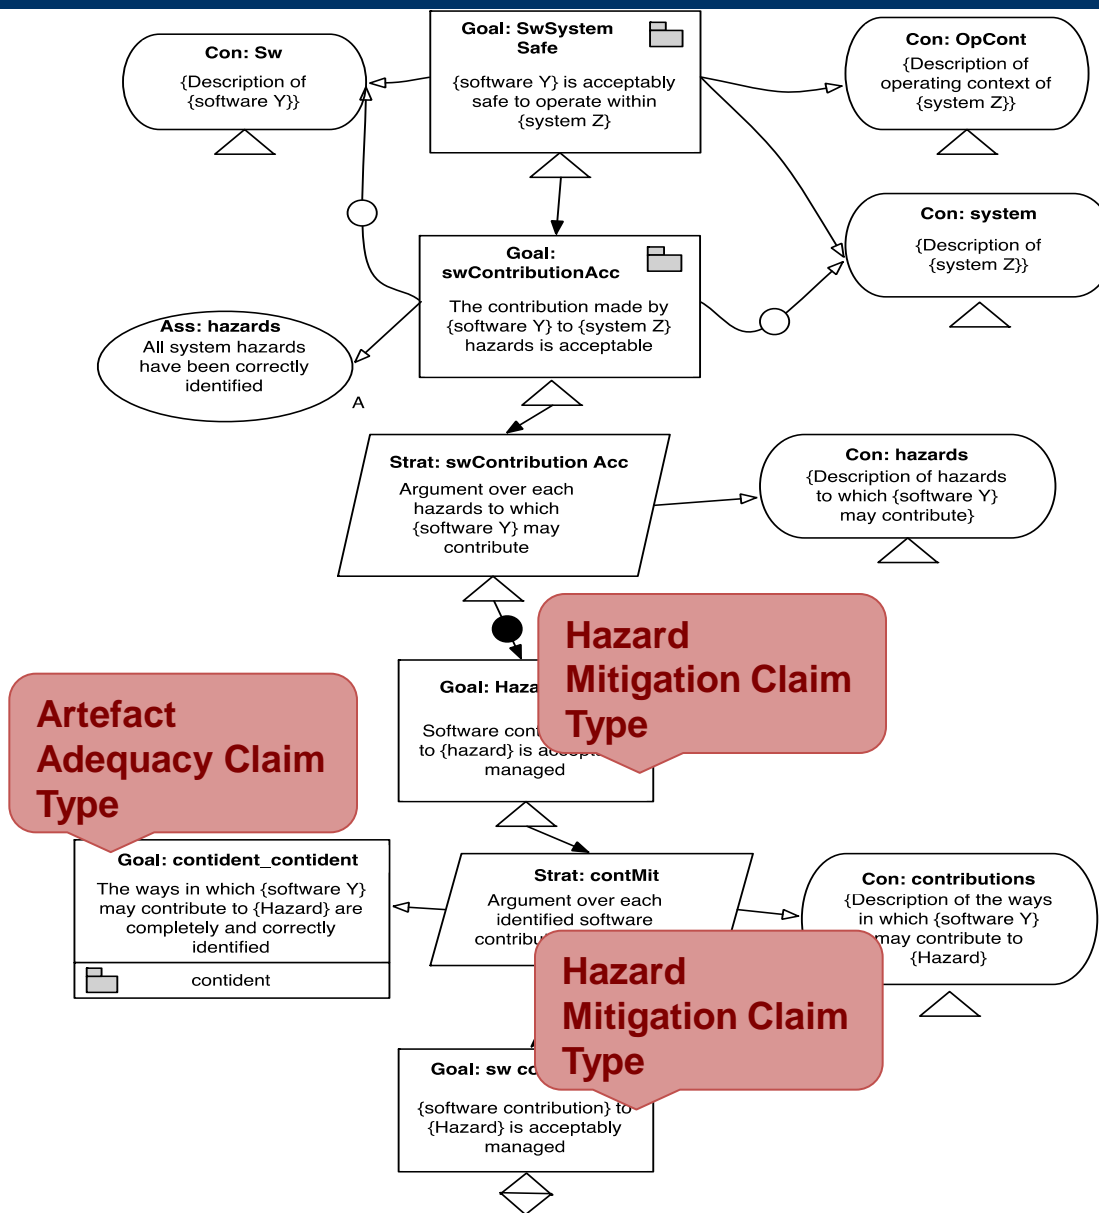 Goal: SwSystem
Safe
{software Y} is acceptably
safe to operate within
{system Z}
Con: Sw
{Description of
{software Y}}
Con: OpCont
{Description of
operating context of
{system Z}}
Con: system
{Description of
{system Z}}
Goal:
swContributionAcc
The contribution made by
{software Y} to {system Z}
hazards is acceptable
Ass: hazards
All system hazards
have been correctly
identified
A
Strat: swContribution Acc
Argument over each
hazards to which
{software Y} may
contribute
Con: hazards
{Description of hazards
to which {software Y}
may contribute}
Hazard
Mitigation Claim
Type
Goal:
Software
to {hazard} is
managed
Artefact
Adequacy Claim
Type
Goal: contident_contident
The ways in which {software Y}
may contribute to {Hazard} are
completely and correctly
identified
contident
Strat: contMit
Argument over each
identified software
Con: contributions
{Description of the ways
in which {software Y}
may contribute to
{Hazard}
Hazard
Mitigation Claim
Type
Goal: sw
{software contribution} to
{Hazard} is acceptably
managed